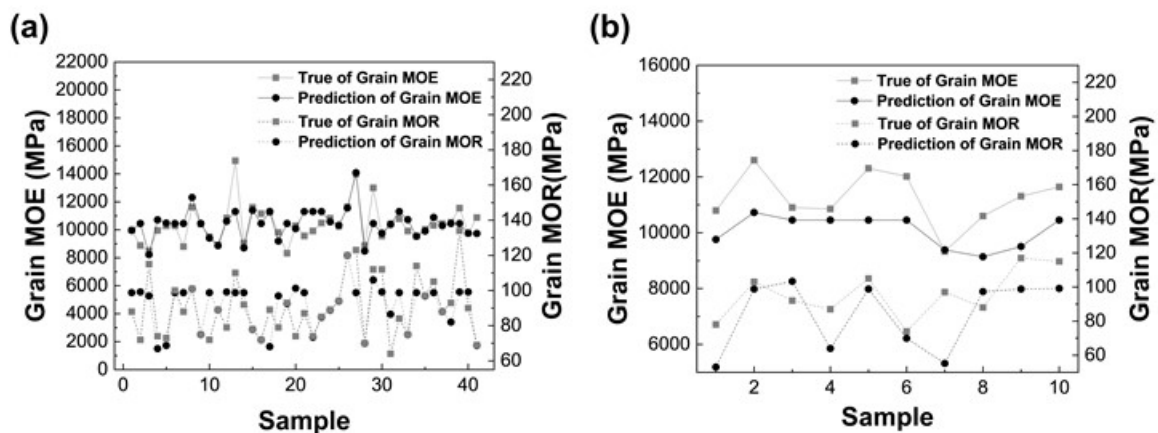 (a)
Grain MOE (MPa)
22000
20000
18000
16000
14000
12000
10000
8000
6000
4000
2000
0
True of Grain MOE
Prediction of Grain MOE
True of Grain MOR
Prediction of Grain MOR
220
200
180
160
140
120
100
80
60
Grain MOR(MPa)
0 10 20 30 40
Sample
(b)
Grain MOE (MPa)
16000
14000
12000
10000
8000
6000
True of Grain MOE
Prediction of Grain MOE
True of Grain MOR
Prediction of Grain MOR
220
200
180
160
140
120
100
80
60
Grain MOR(MPa)
2 4 6 8 10
Sample